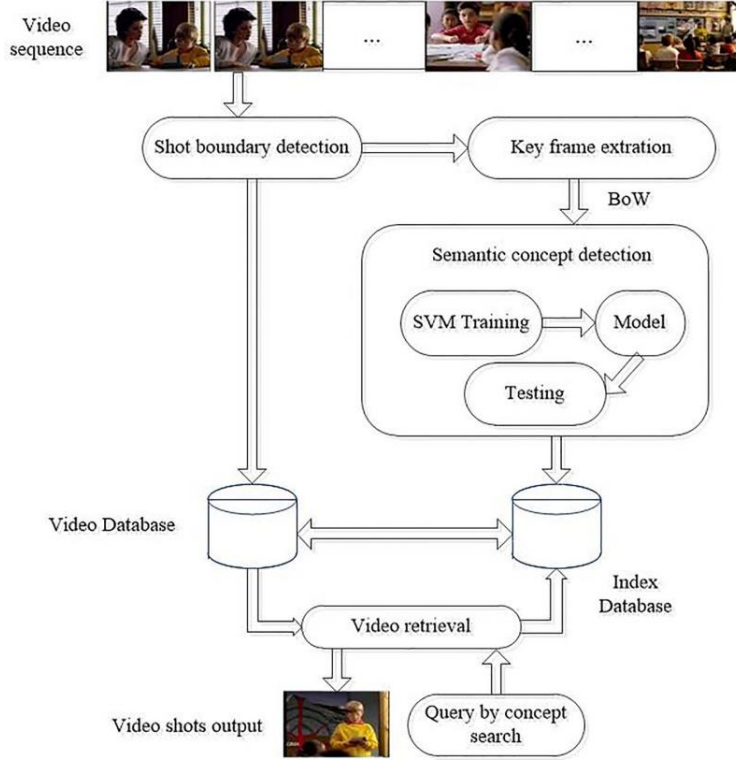 Video
sequence
...
...
Shot boundary detection
Key frame extration
BoW
Semantic concept detection
SVM Training
Model
Testing
Video Database
Index
Database
Video retrieval
Video shots output
Query by concept
search